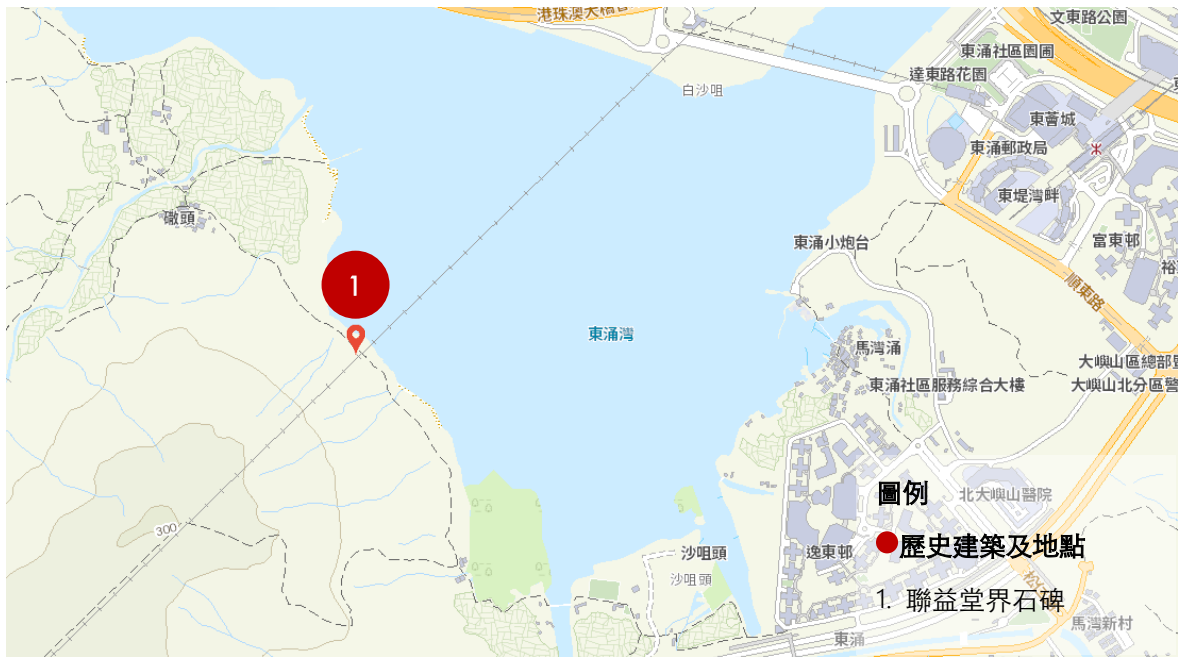 港珠澳大橋
文東路公園
東涌社區園圃
達東路花園
白沙咀
東薈城
東涌郵政局
東堤灣畔
礮頭
東涌小炮台
富東邨
裕
順東路
1
東涌灣
馬灣涌
大嶼山區總部暨
大嶼山北分區警
東涌社區服務綜合大樓
圖例
北大嶼山醫院
300
歷史建築及地點
逸東邨
沙咀頭
沙咀頭
1. 聯益堂界石碑
馬灣新村
東涌